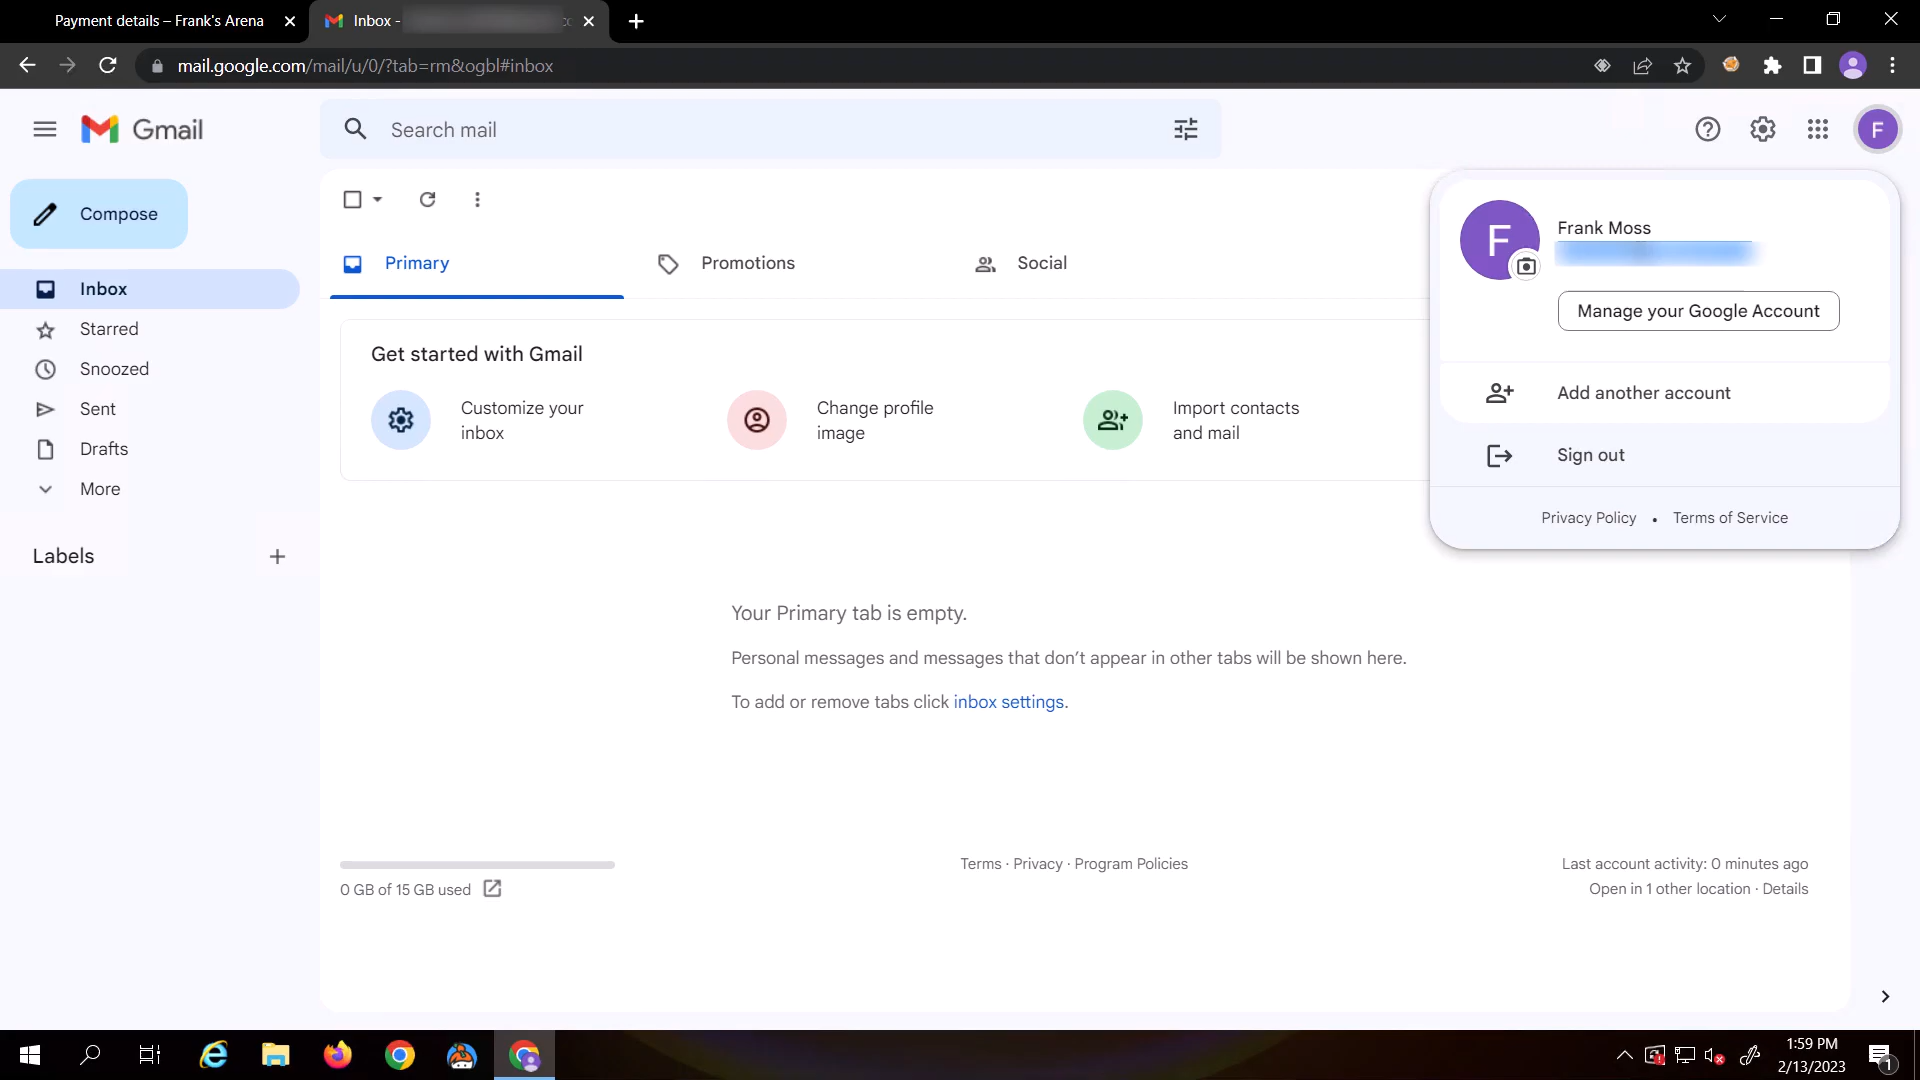 Payment details – Frank's Arena
Inbox -
mail.google.com/mail/u/0/?tab=rm&ogbl#inbox
Gmail
Search mail
F
Compose
Inbox
Starred
Snoozed
Sent
Drafts
More
Labels
Primary
Promotions
Social
Get started with Gmail
Customize your
inbox
Change profile
image
Import contacts
and mail
F
Frank Moss
Manage your Google Account
Add another account
Sign out
Privacy Policy • Terms of Service
Your Primary tab is empty.
Personal messages and messages that don't appear in other tabs will be shown here.
To add or remove tabs click inbox settings.
0 GB of 15 GB used
Terms · Privacy · Program Policies
Last account activity: 0 minutes ago
Open in 1 other location · Details
1:59 PM
2/13/2023
1